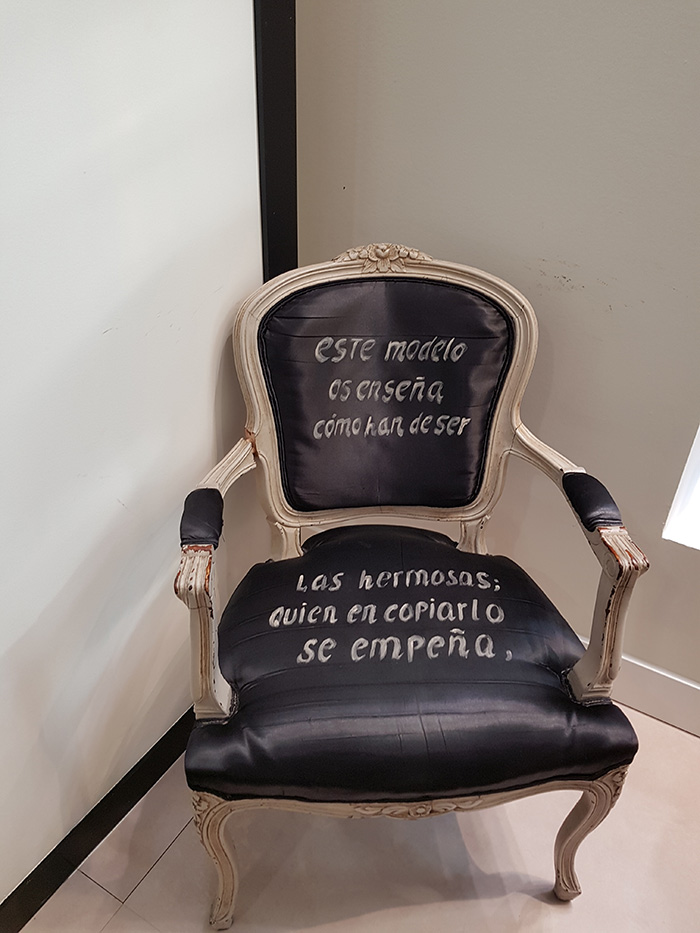 este modelo
os enseña
cómo han de ser
Las hermosas;
quien en copiarlo
se empeña,